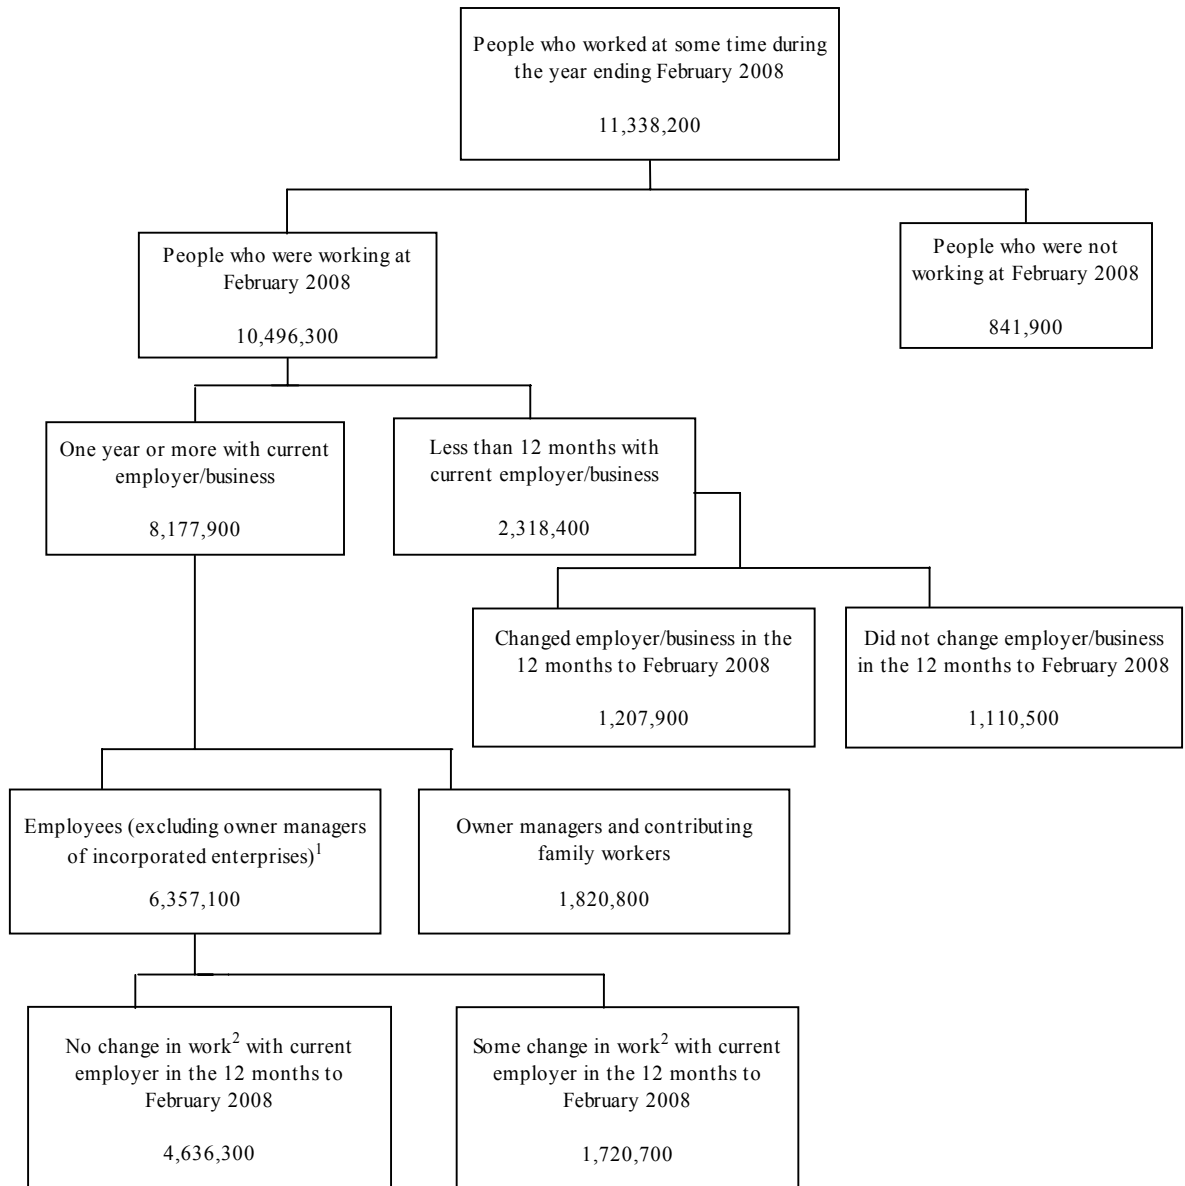 People who worked at some time during
the year ending February 2008
11,338,200
People who were working at
February 2008
10,496,300
People who were not
working at February 2008
841,900
One year or more with current
employer/business
8,177,900
Less than 12 months with
current employer/business
2,318,400
Changed employer/business in the
12 months to February 2008
1,207,900
Did not change employer/business
in the 12 months to February 2008
1,110,500
Employees (excluding owner managers
of incorporated enterprises)1
6,357,100
Owner managers and contributing
family workers
1,820,800
No change in work2 with current
employer in the 12 months to
February 2008
4,636,300
Some change in work2 with current
employer in the 12 months to
February 2008
1,720,700